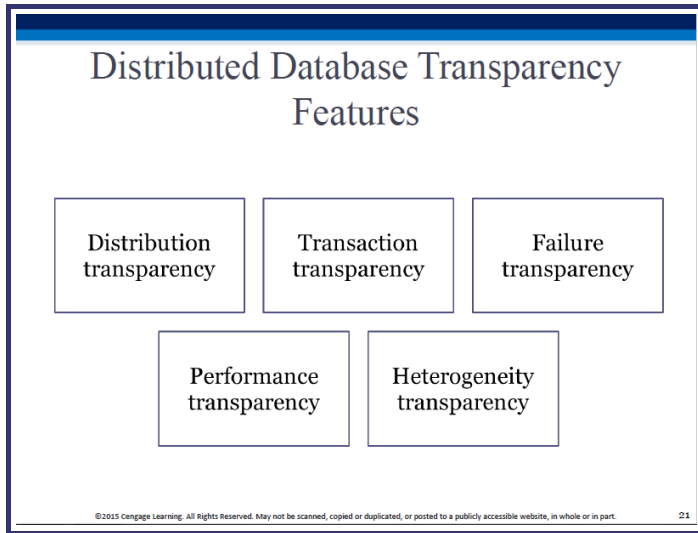 Distributed Database Transparency
Features
Distribution
transparency
Transaction
transparency
Failure
transparency
Performance
transparency
Heterogeneity
transparency
©2015 Cengage Learning. All Rights Reserved. May not be scanned, copied or duplicated, or posted to a publicly accessible website, in whole or in part.
21